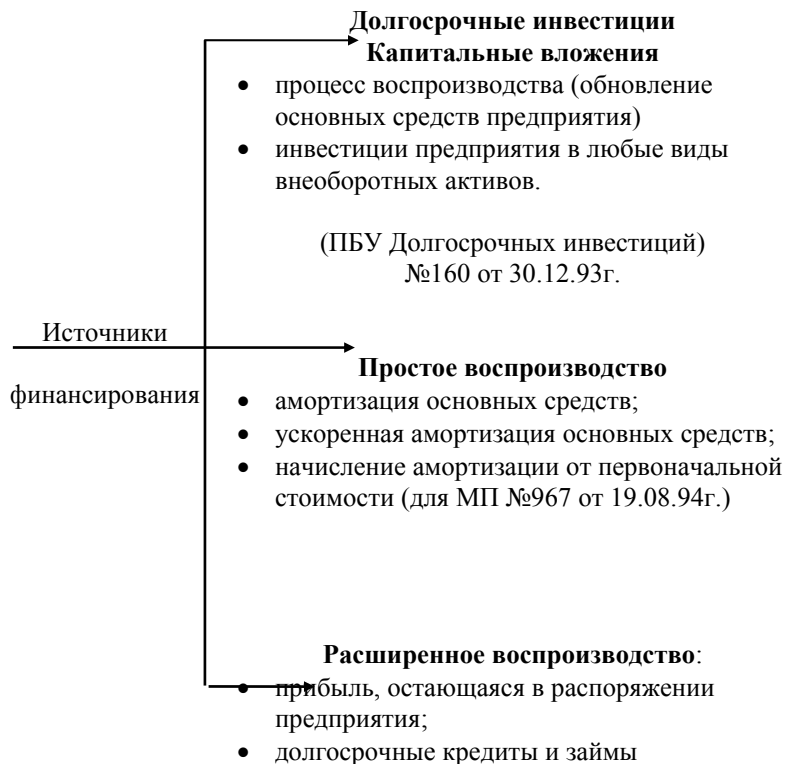 Долгосрочные инвестиции
Капитальные вложения
• процесс воспроизводства (обновление
основных средств предприятия)
• инвестиции предприятия в любые виды
внеоборотных активов.
(ПБУ Долгосрочных инвестиций)
№160 от 30.12.93г.
Источники
финансирования
Простое воспроизводство
• амортизация основных средств;
• ускоренная амортизация основных средств;
• начисление амортизации от первоначальной
стоимости (для МП №967 от 19.08.94г.)
Расширенное воспроизводство:
• прибыль, остающаяся в распоряжении
предприятия;
• долгосрочные кредиты и займы